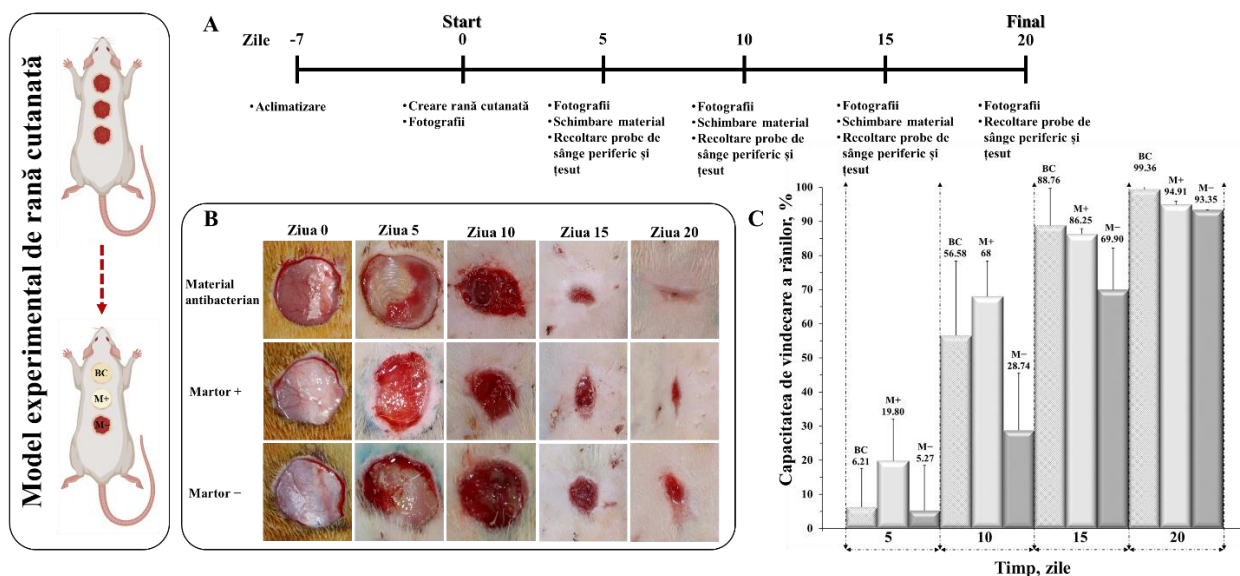 Model experimental de rană cutanată
BC
M+
M−
A
Start
Final
Zile
-7
0
5
10
15
20
• Aclimatizare
• Creare rană cutanată
• Fotografii
• Fotografii
• Schimbare material
• Recoltare probe de
sânge periferic și
țesut
• Fotografii
• Schimbare material
• Recoltare probe de
sânge periferic și
țesut
• Fotografii
• Schimbare material
• Recoltare probe de
sânge periferic și
țesut
• Fotografii
• Recoltare probe de
sânge periferic și
țesut
B
Ziua 0
Ziua 5
Ziua 10
Ziua 15
Ziua 20
Material
antibacterian
Martor +
Martor −
C
Capacitatea de vindecare a rănilor, %
100
90
80
70
60
50
40
30
20
10
0
BC
6.21
M+
19.80
M−
5.27
BC
56.58
M+
68
M−
28.74
BC
88.76
M+
86.25
M−
69.90
BC
99.36
M+
94.91
M−
93.35
5
10
15
20
Timp, zile